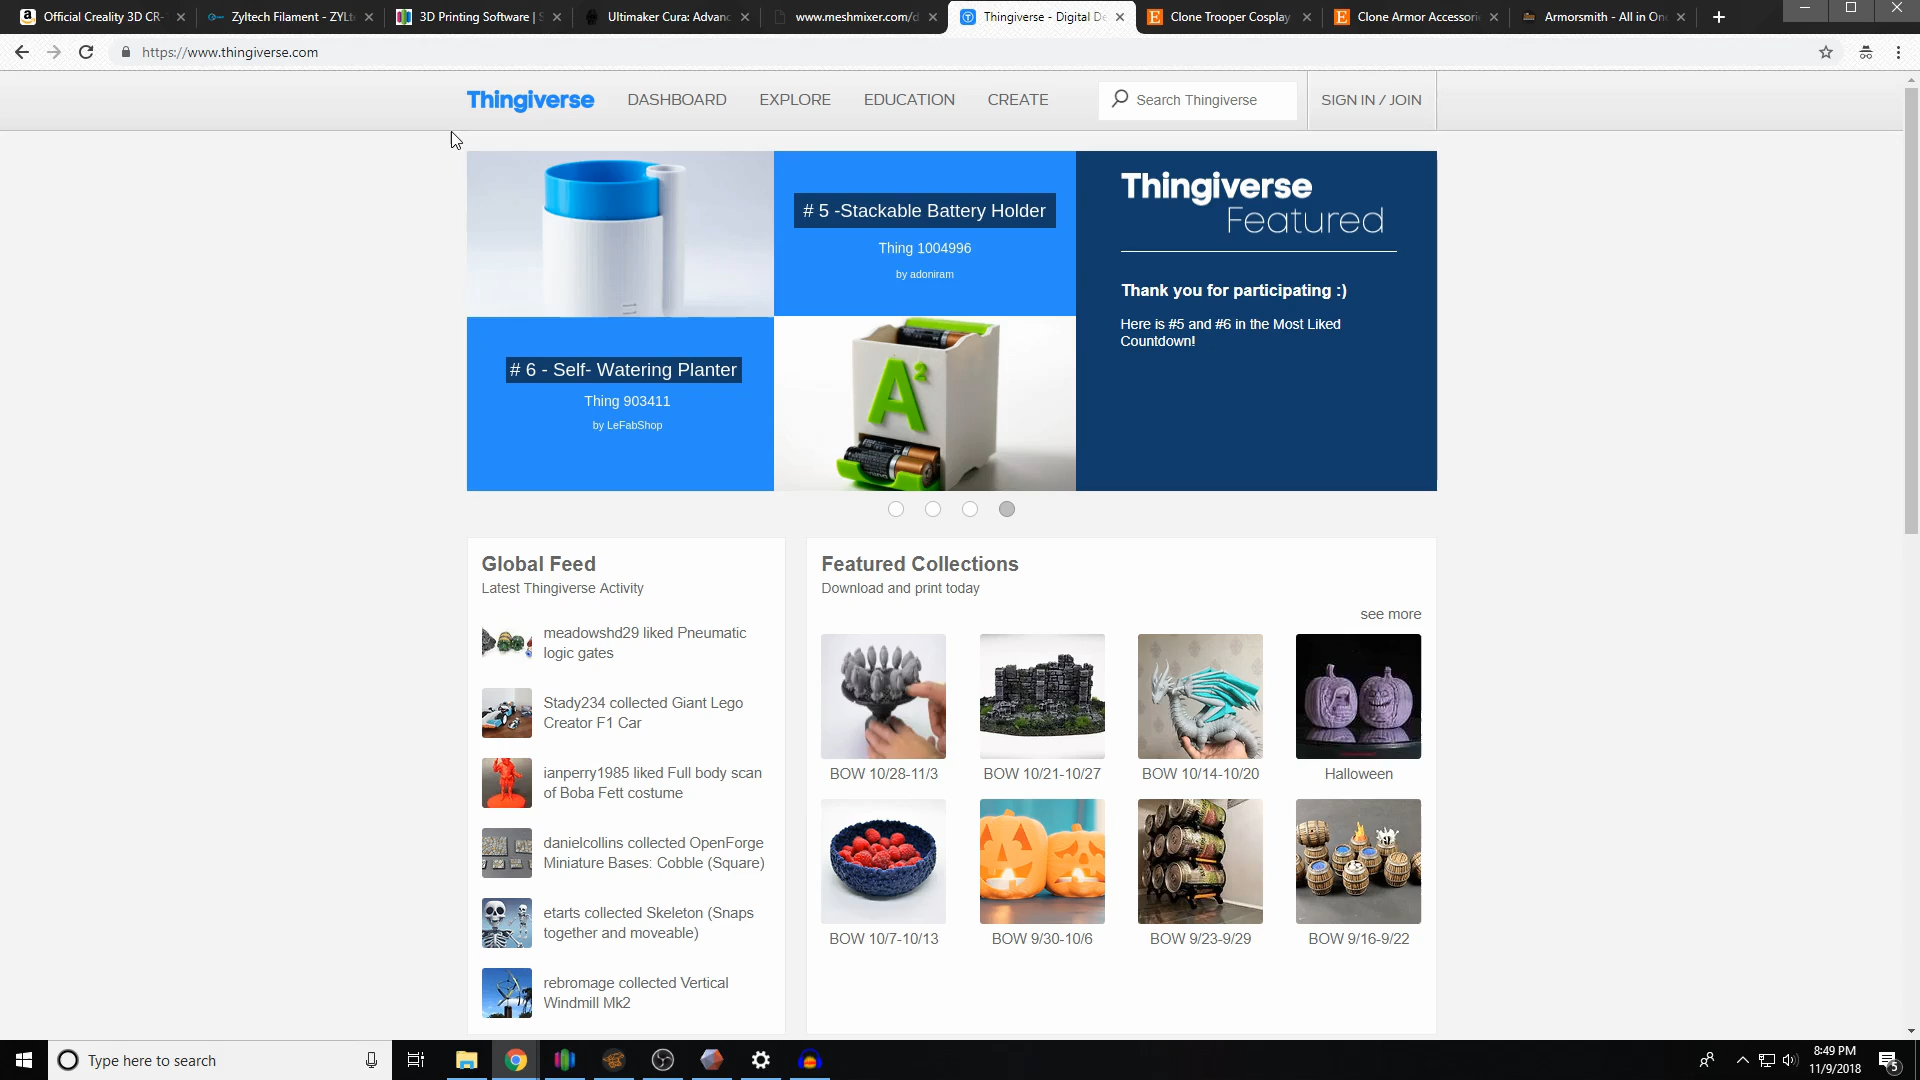 Official Creality 3D CR-
Zyltech Filament - ZYLt
3D Printing Software | S
Ultimaker Cura: Advanc
www.meshmixer.com/d
Thingiverse - Digital De
Clone Trooper Cosplay
Clone Armor Accessori
Armorsmith - All in On
https://www.thingiverse.com
Thingiverse
DASHBOARD
EXPLORE
EDUCATION
CREATE
Search Thingiverse
SIGN IN / JOIN
# 5 -Stackable Battery Holder
Thing 1004996
by adoniram
# 6 - Self- Watering Planter
Thing 903411
by LeFabShop
A2
Thingiverse
Featured
Thank you for participating :)
Here is #5 and #6 in the Most Liked
Countdown!
Global Feed
Latest Thingiverse Activity
meadowshd29 liked Pneumatic
logic gates
Stady234 collected Giant Lego
Creator F1 Car
ianperry1985 liked Full body scan
of Boba Fett costume
danielcollins collected OpenForge
Miniature Bases: Cobble (Square)
etarts collected Skeleton (Snaps
together and moveable)
rebromage collected Vertical
Windmill Mk2
Featured Collections
Download and print today
see more
BOW 10/28-11/3
BOW 10/21-10/27
BOW 10/14-10/20
Halloween
BOW 10/7-10/13
BOW 9/30-10/6
BOW 9/23-9/29
BOW 9/16-9/22
Type here to search
8:49 PM
11/9/2018
5